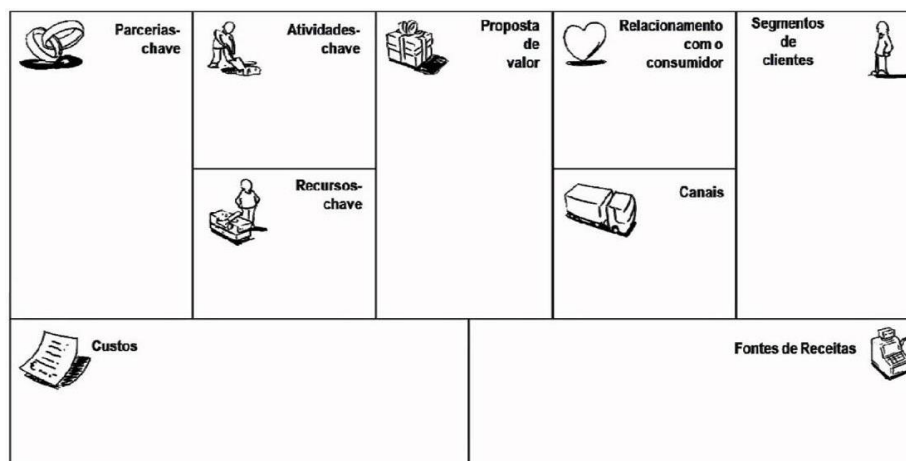 Parcerias-
chave
Atividades-
chave
Proposta
de
valor
Relacionamento
com o
consumidor
Segmentos
de
clientes
Recursos-
chave
Canais
Custos
Fontes de Receitas